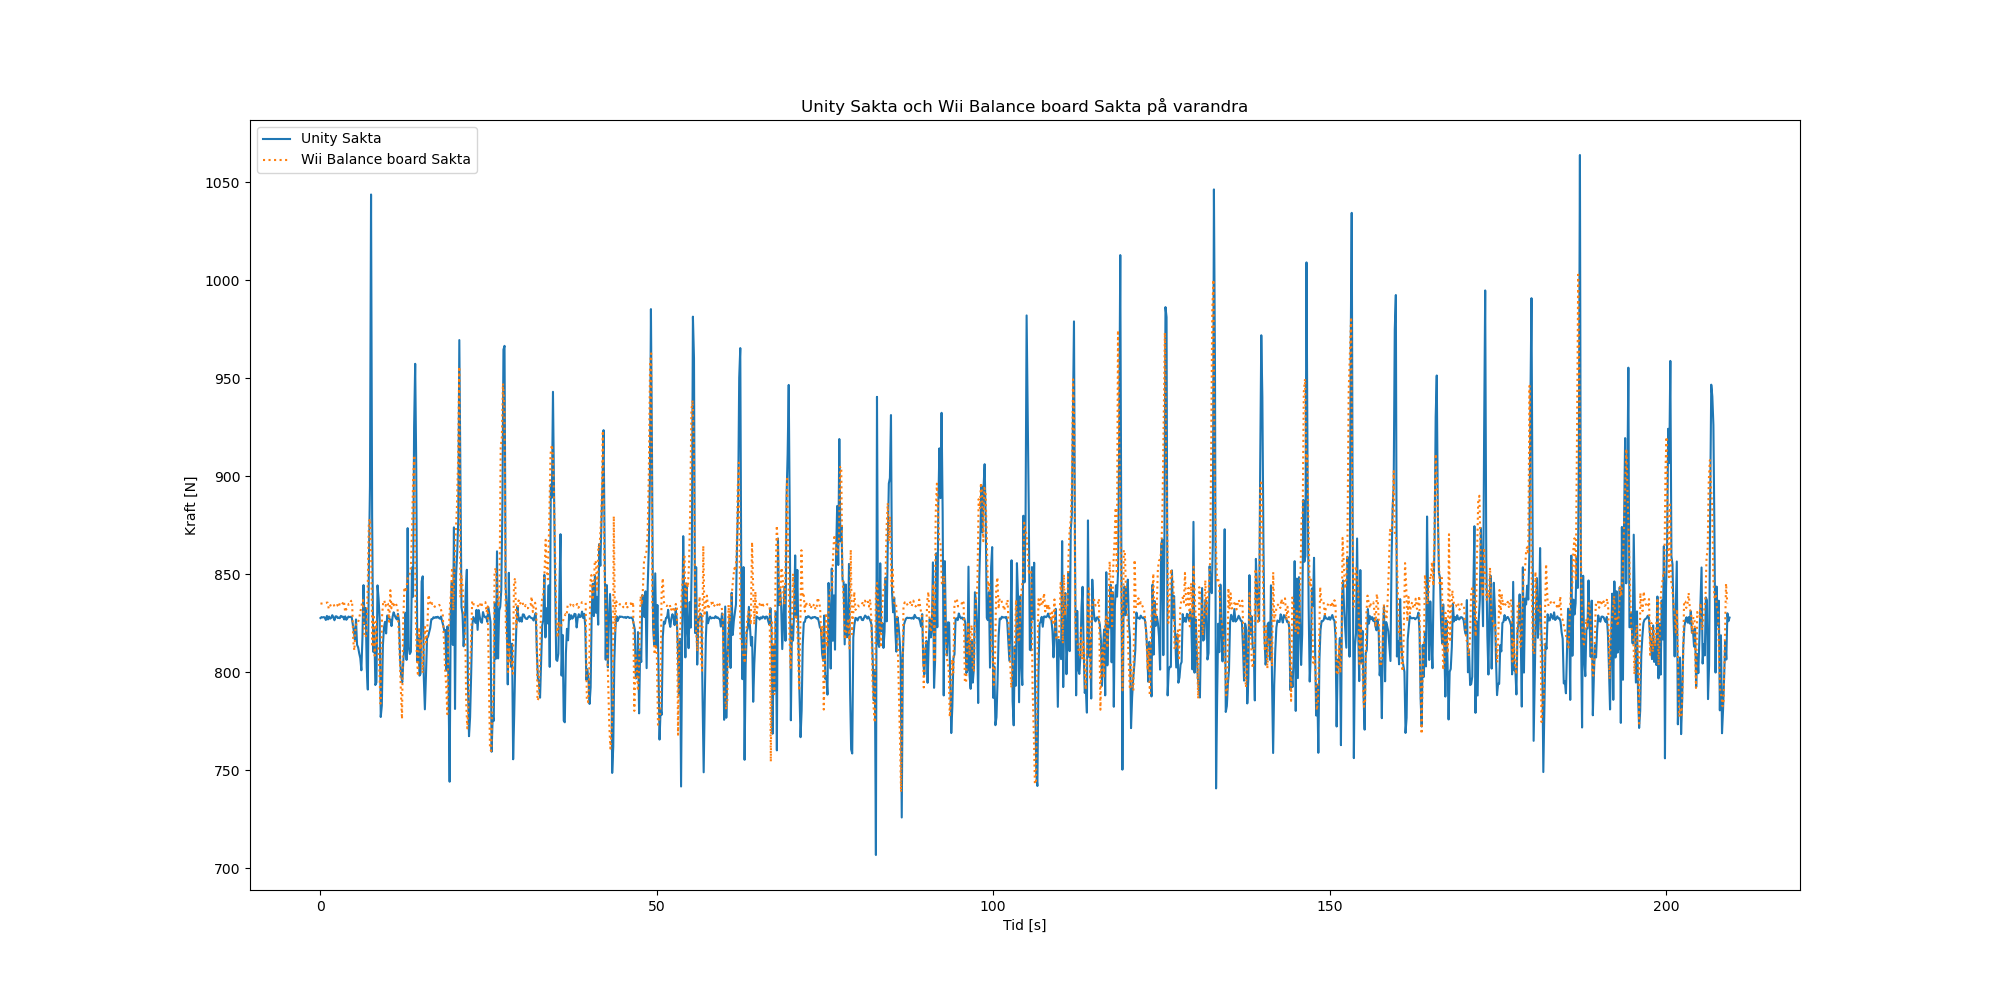 Unity Sakta och Wii Balance board Sakta på varandra
Unity Sakta
Wii Balance board Sakta
Kraft [N]
1050
1000
950
900
850
800
750
700
0 50 100 150 200
Tid [s]